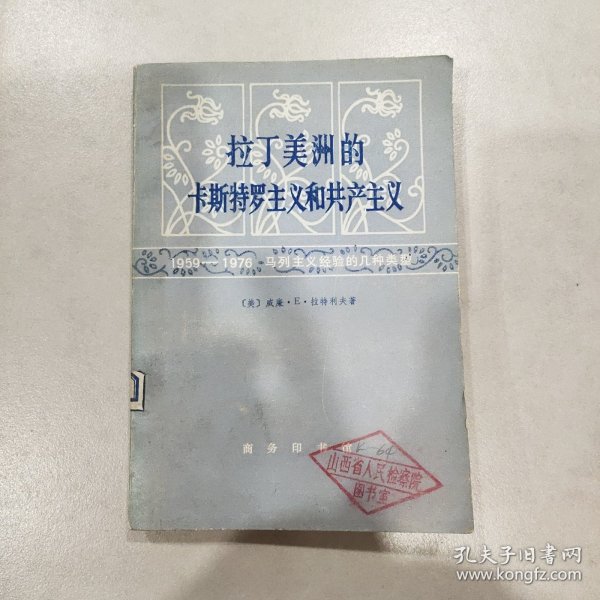 拉丁美洲的
卡斯特罗主义和共产主义
1959—1976 马列主义经验的几种类型
〔美〕威廉·E·拉特利夫著
商务印书馆
K-64
山西省人民检察院
图书室
孔夫子旧书网
www.kongfz.com